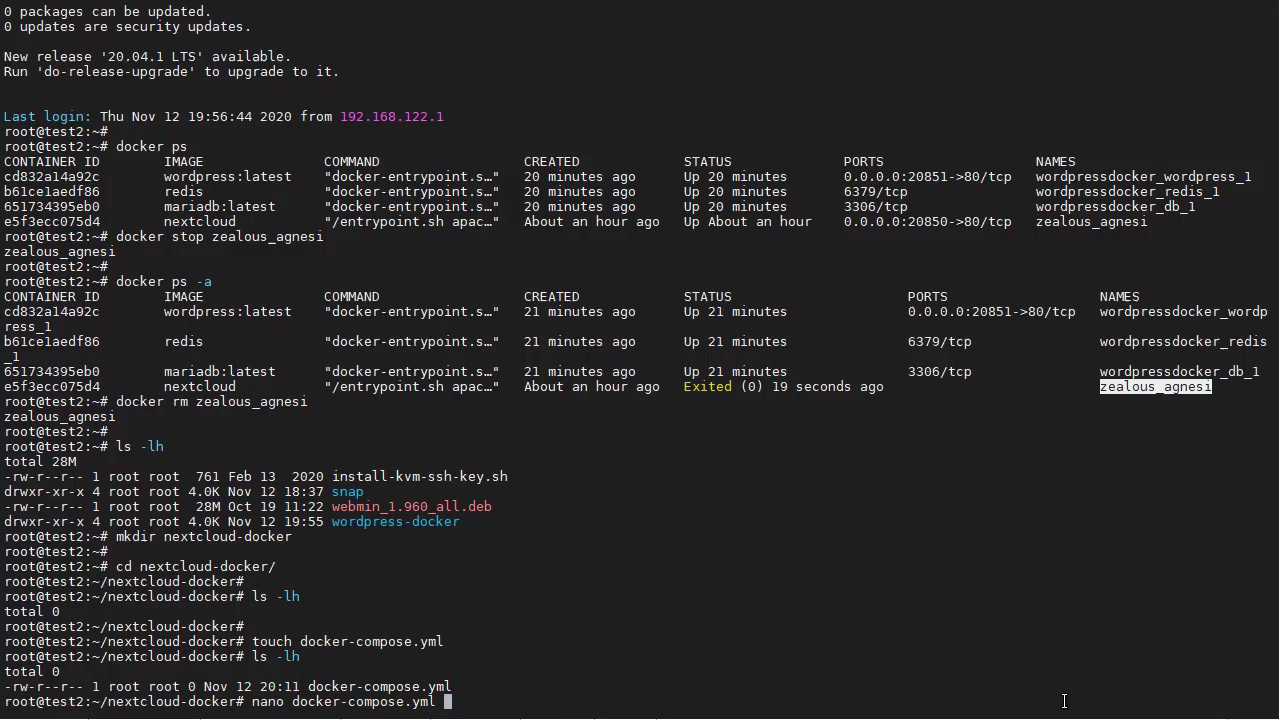 0 packages can be updated.
0 updates are security updates.
New release '20.04.1 LTS' available.
Run 'do-release-upgrade' to upgrade to it.
Last login: Thu Nov 12 19:56:44 2020 from 192.168.122.1
root@test2:~#
root@test2:~# docker ps
CONTAINER ID        IMAGE               COMMAND                  CREATED             STATUS              PORTS                   NAMES
cd832a14a92c        wordpress:latest    "docker-entrypoint.s…"   20 minutes ago      Up 20 minutes       0.0.0.0:20851->80/tcp   wordpressdocker_wordpress_1
b61ce1aedf86        redis               "docker-entrypoint.s…"   20 minutes ago      Up 20 minutes       6379/tcp                wordpressdocker_redis_1
651734395eb0        mariadb:latest      "docker-entrypoint.s…"   20 minutes ago      Up 20 minutes       3306/tcp                wordpressdocker_db_1
e5f3ecc075d4        nextcloud           "/entrypoint.sh apac…"   About an hour ago   Up About an hour    0.0.0.0:20850->80/tcp   zealous_agnesi
root@test2:~# docker stop zealous_agnesi
zealous_agnesi
root@test2:~#
root@test2:~# docker ps -a
CONTAINER ID        IMAGE               COMMAND                  CREATED             STATUS                      PORTS                   NAMES
cd832a14a92c        wordpress:latest    "docker-entrypoint.s…"   21 minutes ago      Up 21 minutes               0.0.0.0:20851->80/tcp   wordpressdocker_wordp
ress_1
b61ce1aedf86        redis               "docker-entrypoint.s…"   21 minutes ago      Up 21 minutes               6379/tcp                wordpressdocker_redis
_1
651734395eb0        mariadb:latest      "docker-entrypoint.s…"   21 minutes ago      Up 21 minutes               3306/tcp                wordpressdocker_db_1
e5f3ecc075d4        nextcloud           "/entrypoint.sh apac…"   About an hour ago   Exited (0) 19 seconds ago                           zealous_agnesi
root@test2:~# docker rm zealous_agnesi
zealous_agnesi
root@test2:~#
root@test2:~# ls -lh
total 28M
-rw-r--r-- 1 root root  761 Feb 13  2020 install-kvm-ssh-key.sh
drwxr-xr-x 4 root root 4.0K Nov 12 18:37 snap
-rw-r--r-- 1 root root  28M Oct 19 11:22 webmin_1.960_all.deb
drwxr-xr-x 4 root root 4.0K Nov 12 19:55 wordpress-docker
root@test2:~# mkdir nextcloud-docker
root@test2:~#
root@test2:~# cd nextcloud-docker/
root@test2:~/nextcloud-docker#
root@test2:~/nextcloud-docker# ls -lh
total 0
root@test2:~/nextcloud-docker#
root@test2:~/nextcloud-docker# touch docker-compose.yml
root@test2:~/nextcloud-docker# ls -lh
total 0
-rw-r--r-- 1 root root 0 Nov 12 20:11 docker-compose.yml
root@test2:~/nextcloud-docker# nano docker-compose.yml